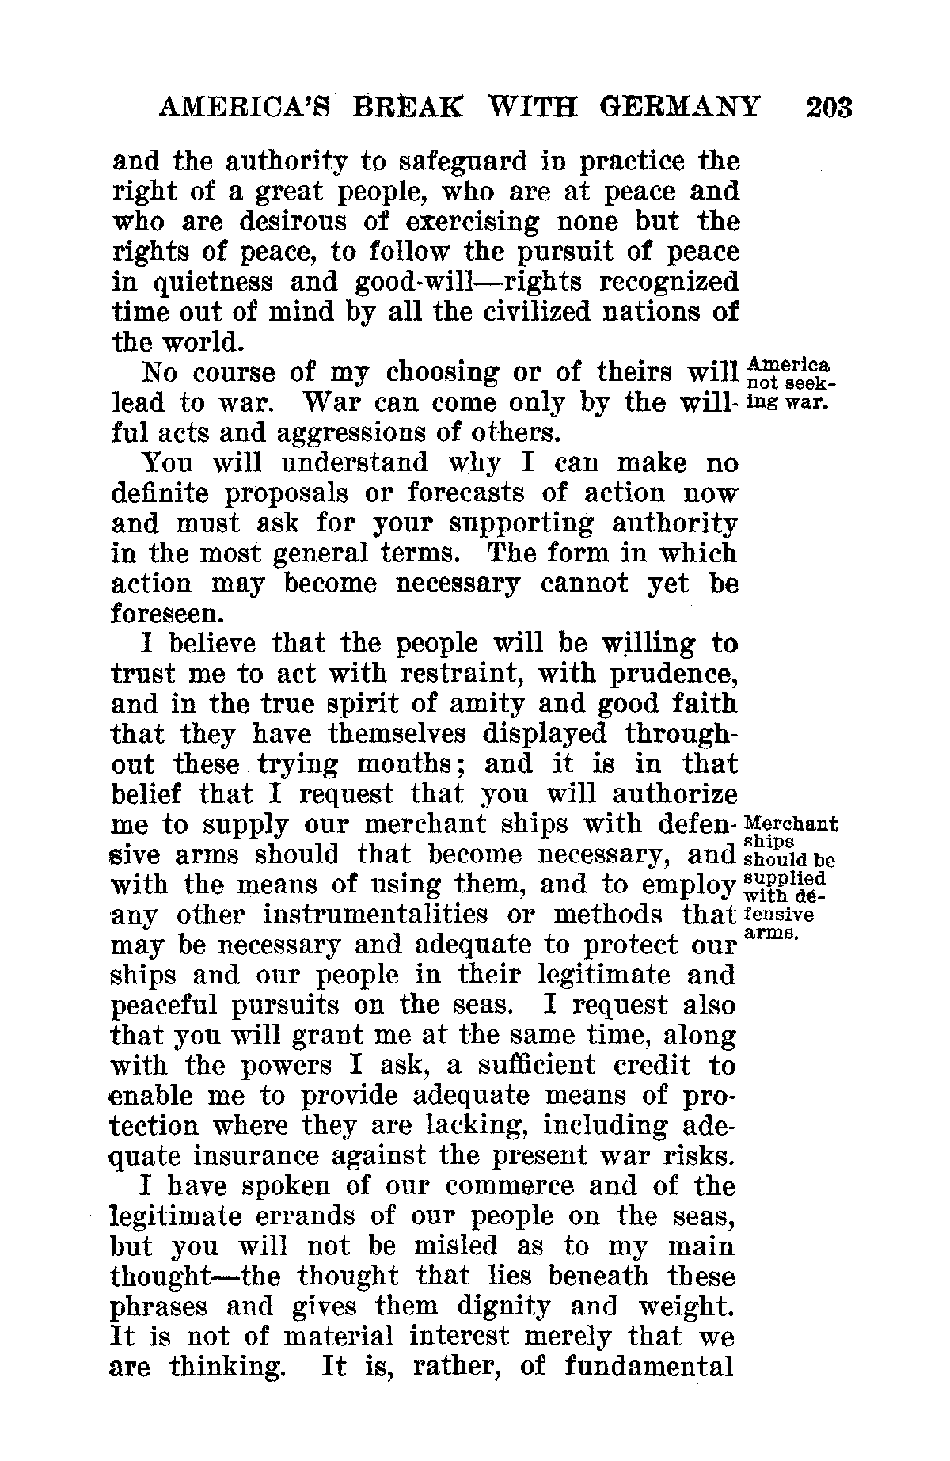 AMERICA'S BREAK WITH GERMANY 203
and the authority to safeguard in practice the
right of a great people, who are at peace and
who are desirous of exercising none but the
rights of peace, to follow the pursuit of peace
in quietness and good-will—rights recognized
time out of mind by all the civilized nations of
the world.
No course of my choosing or of theirs will
lead to war. War can come only by the will-
ful acts and aggressions of others.
America
not seek-
ing war.
You will understand why I can make no
definite proposals or forecasts of action now
and must ask for your supporting authority
in the most general terms. The form in which
action may become necessary cannot yet be
foreseen.
I believe that the people will be willing to
trust me to act with restraint, with prudence,
and in the true spirit of amity and good faith
that they have themselves displayed through-
out these trying months; and it is in that
belief that I request that you will authorize
me to supply our merchant ships with defen-
sive arms should that become necessary, and
with the means of using them, and to employ
any other instrumentalities or methods that
may be necessary and adequate to protect our
ships and our people in their legitimate and
peaceful pursuits on the seas. I request also
that you will grant me at the same time, along
with the powers I ask, a sufficient credit to
enable me to provide adequate means of pro-
tection where they are lacking, including ade-
quate insurance against the present war risks.
Merchant
ships
should be
supplied
with de-
fensive
arms.
I have spoken of our commerce and of the
legitimate errands of our people on the seas,
but you will not be misled as to my main
thought—the thought that lies beneath these
phrases and gives them dignity and weight.
It is not of material interest merely that we
are thinking. It is, rather, of fundamental